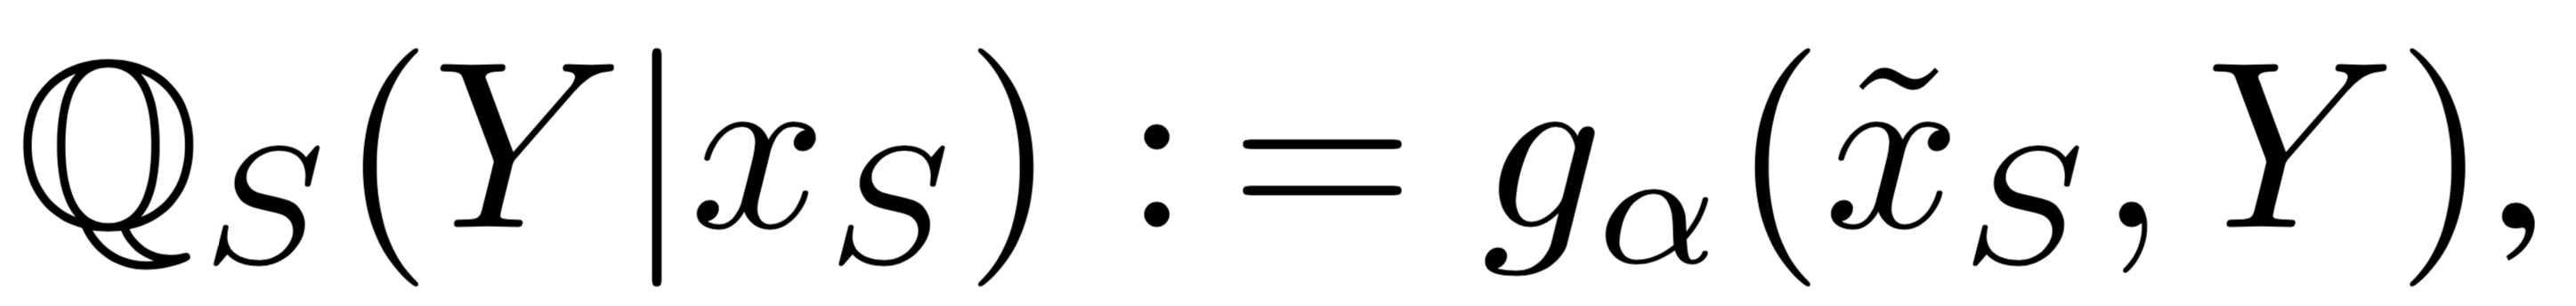 ℚ_S(Y|x_S) := g_α(x̃_S, Y),